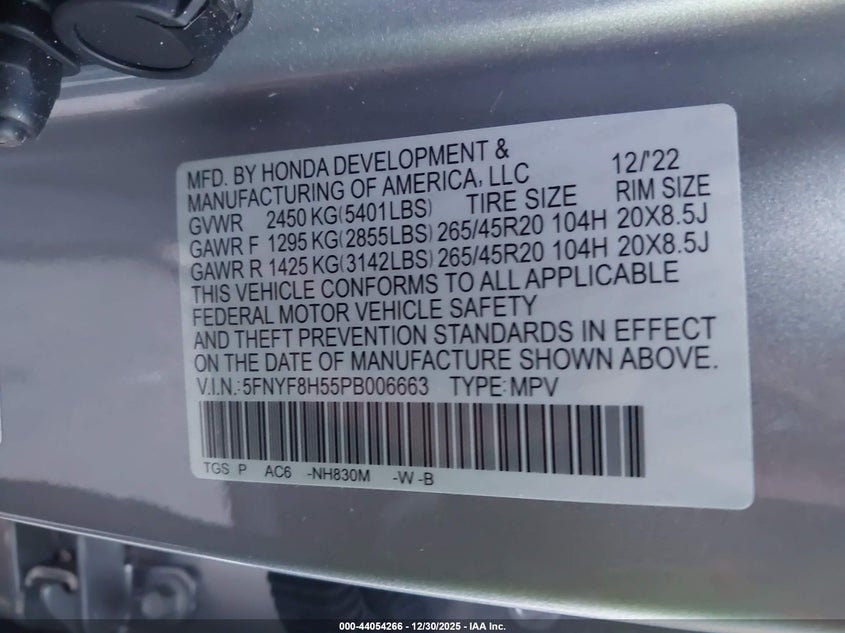 MFD. BY HONDA DEVELOPMENT &
MANUFACTURING OF AMERICA, LLC 12/'22
GVWR 2450 KG(5401LBS) TIRE SIZE RIM SIZE
GAWR F 1295 KG(2855LBS) 265/45R20 104H 20X8.5J
GAWR R 1425 KG(3142LBS) 265/45R20 104H 20X8.5J
THIS VEHICLE CONFORMS TO ALL APPLICABLE
FEDERAL MOTOR VEHICLE SAFETY
AND THEFT PREVENTION STANDARDS IN EFFECT
ON THE DATE OF MANUFACTURE SHOWN ABOVE.
V.I.N.:5FNYF8H55PB006663 TYPE:MPV
TGS P AC6 -NH830M -W -B
000-44054266 - 12/30/2025 - IAA Inc.